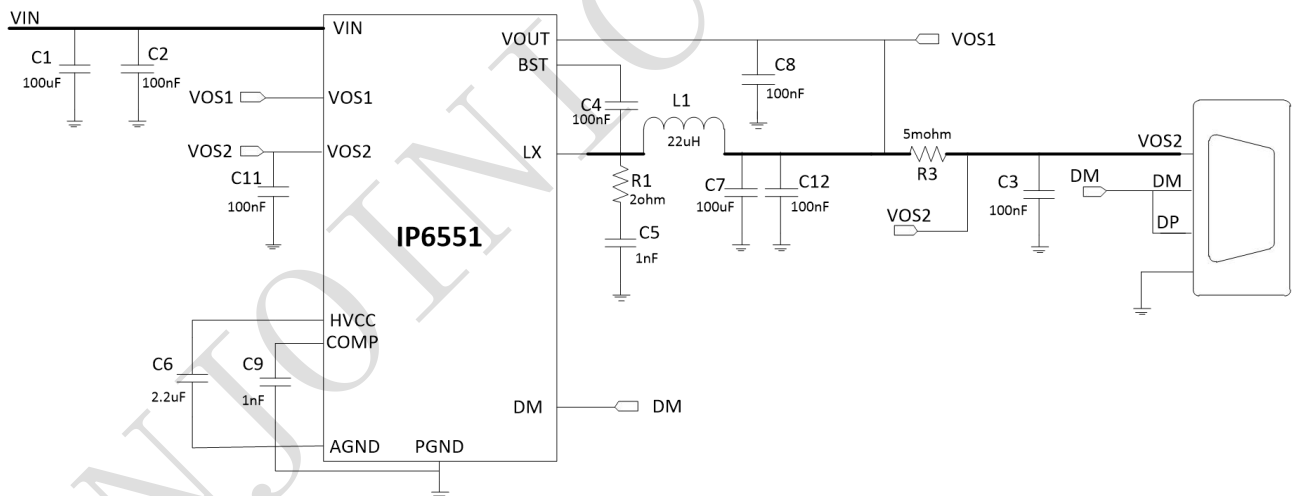 VIN
VIN
VOUT
VOS1
BST
C1
100uF
C2
100nF
C8
100nF
VOS1
VOS1
C4
100nF
L1
22uH
VOS2
VOS2
LX
5mohm
R3
VOS2
C11
100nF
R1
2ohm
C7
100uF
C12
100nF
C3
100nF
DM
DM
DP
VOS2
C5
1nF
IP6551
HVCC
COMP
C6
2.2uF
C9
1nF
DM
DM
AGND
PGND
NJOINIC